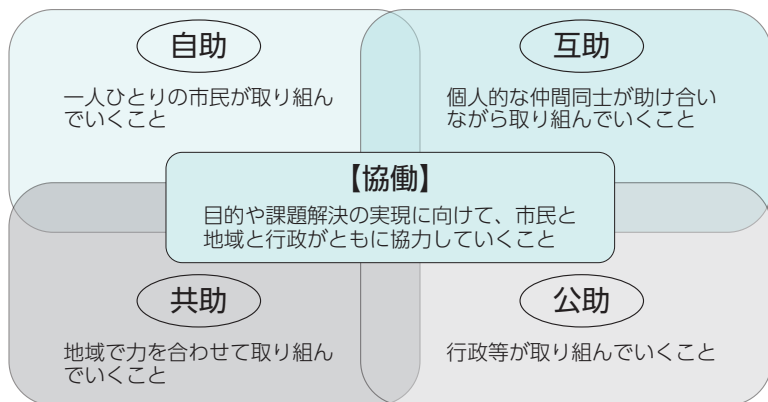 自助
一人ひとりの市民が取り組ん
でいくこと
互助
個人的な仲間同士が助け合い
ながら取り組んでいくこと
【協働】
目的や課題解決の実現に向けて、市民と
地域と行政がともに協力していくこと
共助
地域で力を合わせて取り組ん
でいくこと
公助
行政等が取り組んでいくこと